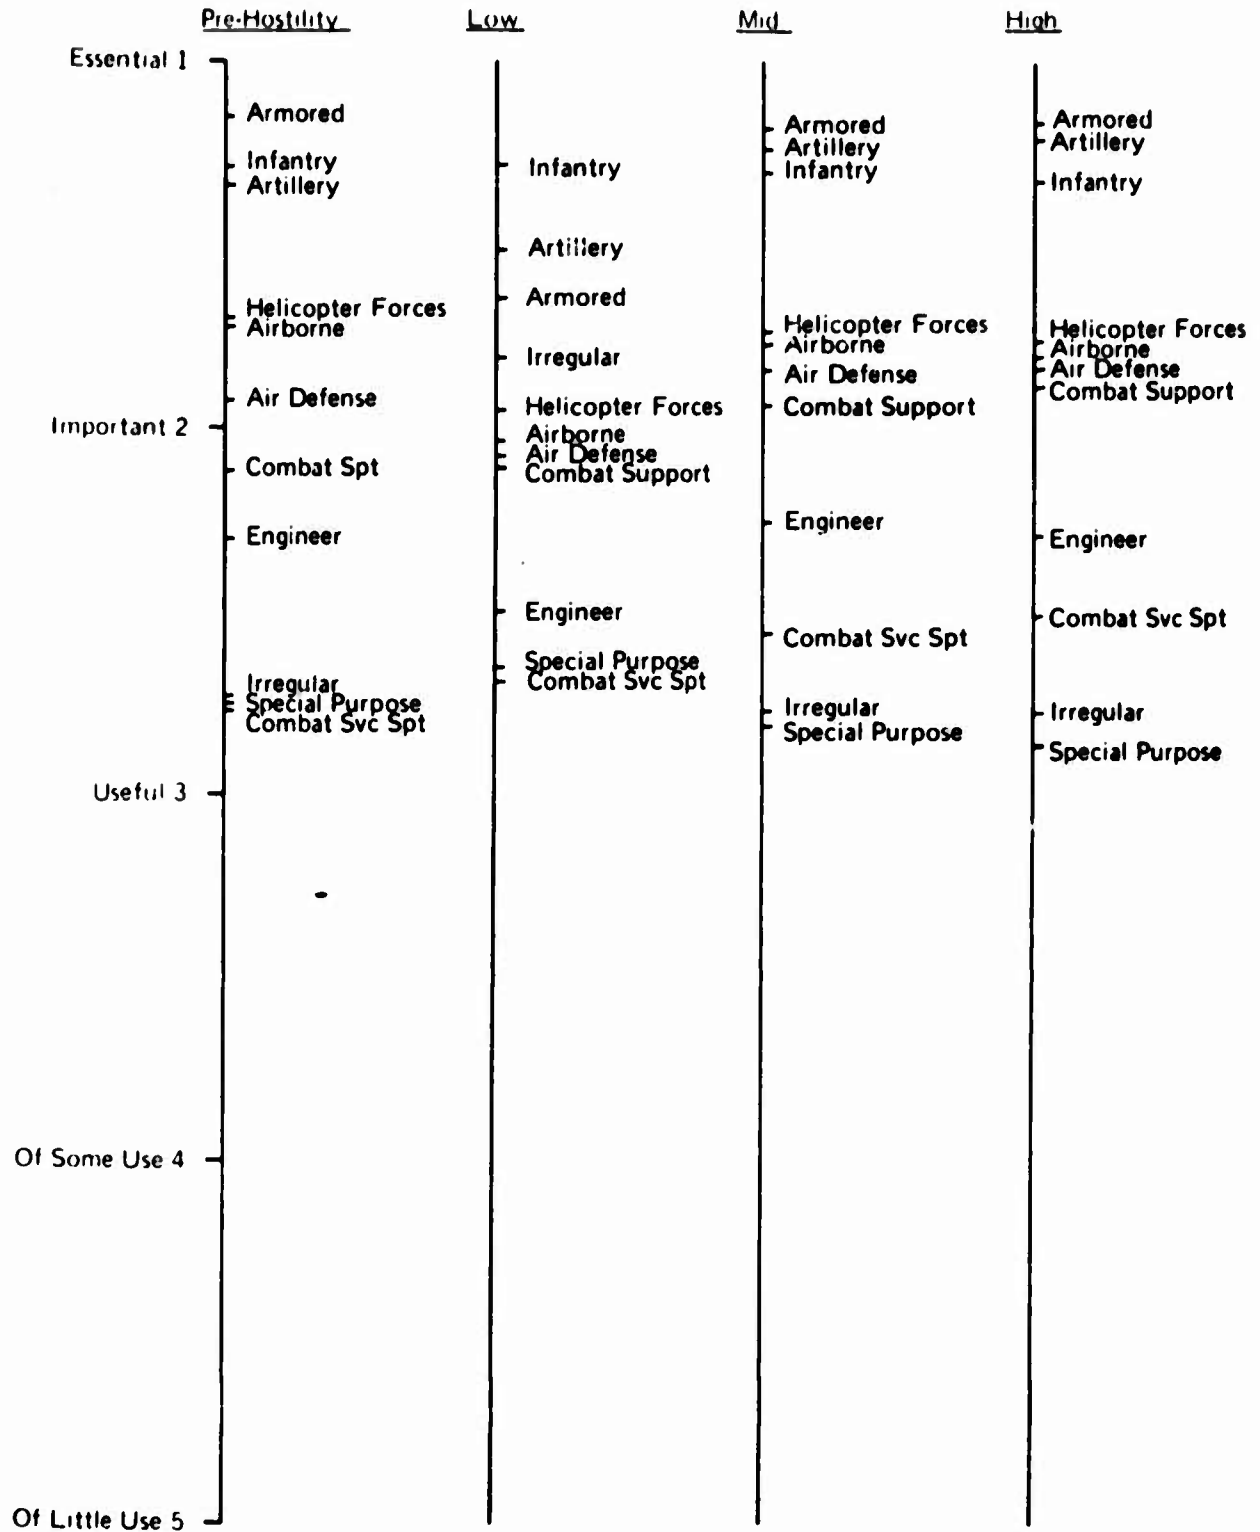 Pre-Hostility Low Mid High
Essential 1
Armored
Infantry
Artillery
Helicopter Forces
Airborne
Air Defense
Important 2
Combat Spt
Engineer
Irregular
Special Purpose
Combat Svc Spt
Useful 3
Of Some Use 4
Of Little Use 5
Infantry
Artillery
Armored
Irregular
Helicopter Forces
Airborne
Air Defense
Combat Support
Engineer
Special Purpose
Combat Svc Spt
Armored
Artillery
Infantry
Helicopter Forces
Airborne
Air Defense
Combat Support
Engineer
Combat Svc Spt
Irregular
Special Purpose
Armored
Artillery
Infantry
Helicopter Forces
Airborne
Air Defense
Combat Support
Engineer
Combat Svc Spt
Irregular
Special Purpose